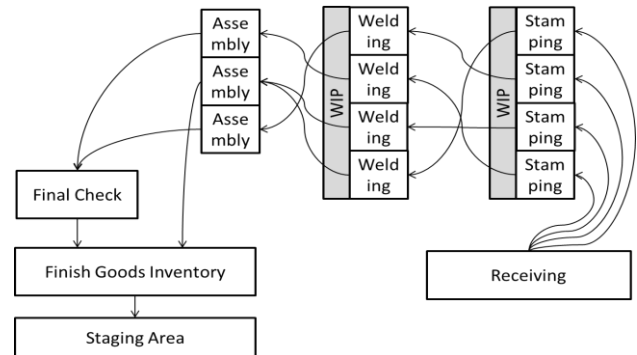 Asse
mbly
Asse
mbly
Asse
mbly
WIP
Weld
ing
Weld
ing
Weld
ing
Weld
ing
WIP
Stam
ping
Stam
ping
Stam
ping
Stam
ping
Final Check
Finish Goods Inventory
Receiving
Staging Area